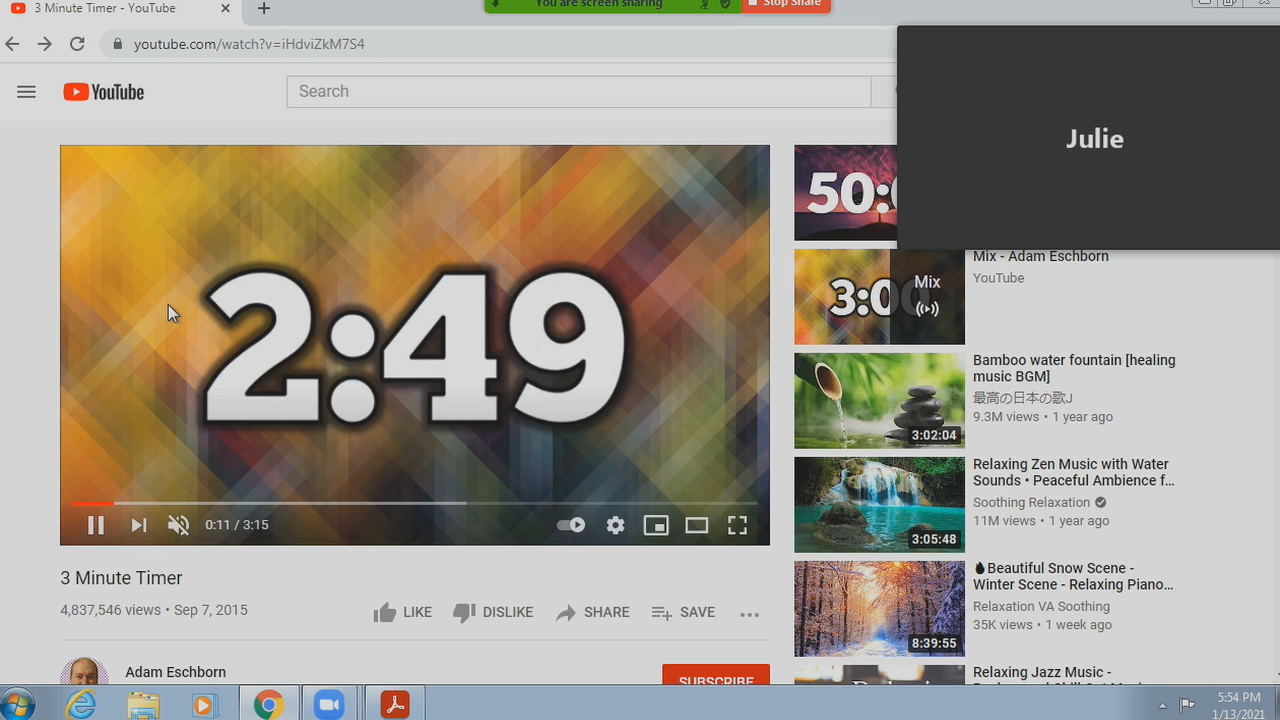 3 Minute Timer - YouTube
You are screen sharing
Stop Share
youtube.com/watch?v=iHdviZkM7S4
YouTube
Search
Julie
2:49
0:11 / 3:15
3 Minute Timer
4,837,546 views • Sep 7, 2015
LIKE
DISLIKE
SHARE
SAVE
Adam Eschborn
SUBSCRIBE
50:
3:00
Mix
Mix - Adam Eschborn
YouTube
3:02:04
Bamboo water fountain [healing
music BGM]
最高の日本の歌J
9.3M views • 1 year ago
3:05:48
Relaxing Zen Music with Water
Sounds • Peaceful Ambience f…
Soothing Relaxation
11M views • 1 year ago
8:39:55
Beautiful Snow Scene -
Winter Scene - Relaxing Piano…
Relaxation VA Soothing
35K views • 1 week ago
Relaxing Jazz Music -
5:54 PM
1/13/2021